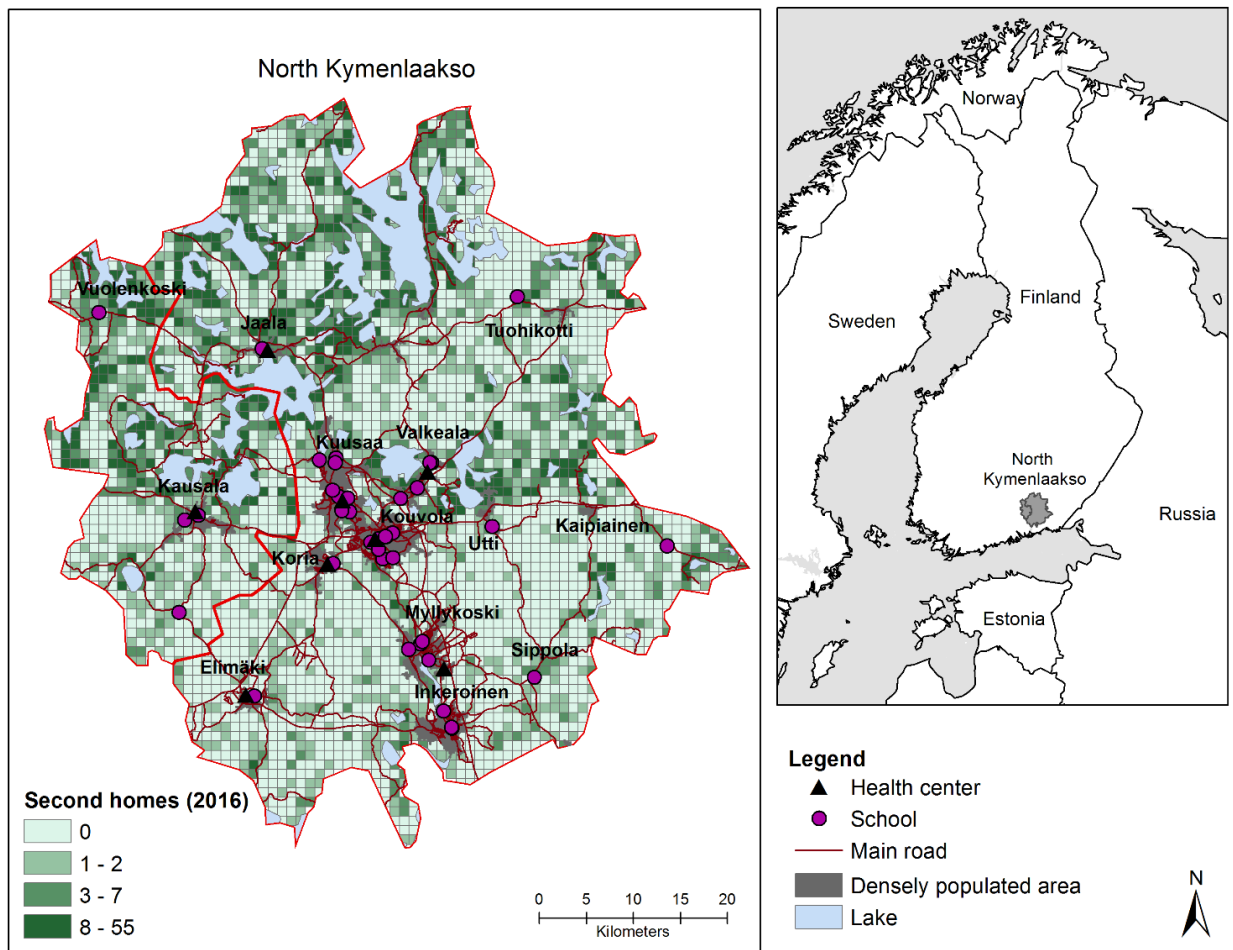 North Kymenlaakso
Vuolenkoski
Jaala
Tuohikotti
Kuusaa
Valkeala
Kausala
Kouvola
Kaipiainen
Utti
Koria
Myllykoski
Sippola
Elimäki
Inkeroinen
Second homes (2016)
0
1 - 2
3 - 7
8 - 55
0 5 10 15 20
Kilometers
Norway
Finland
Sweden
North
Kymenlaakso
Russia
Estonia
Legend
Health center
School
Main road
Densely populated area
Lake
N